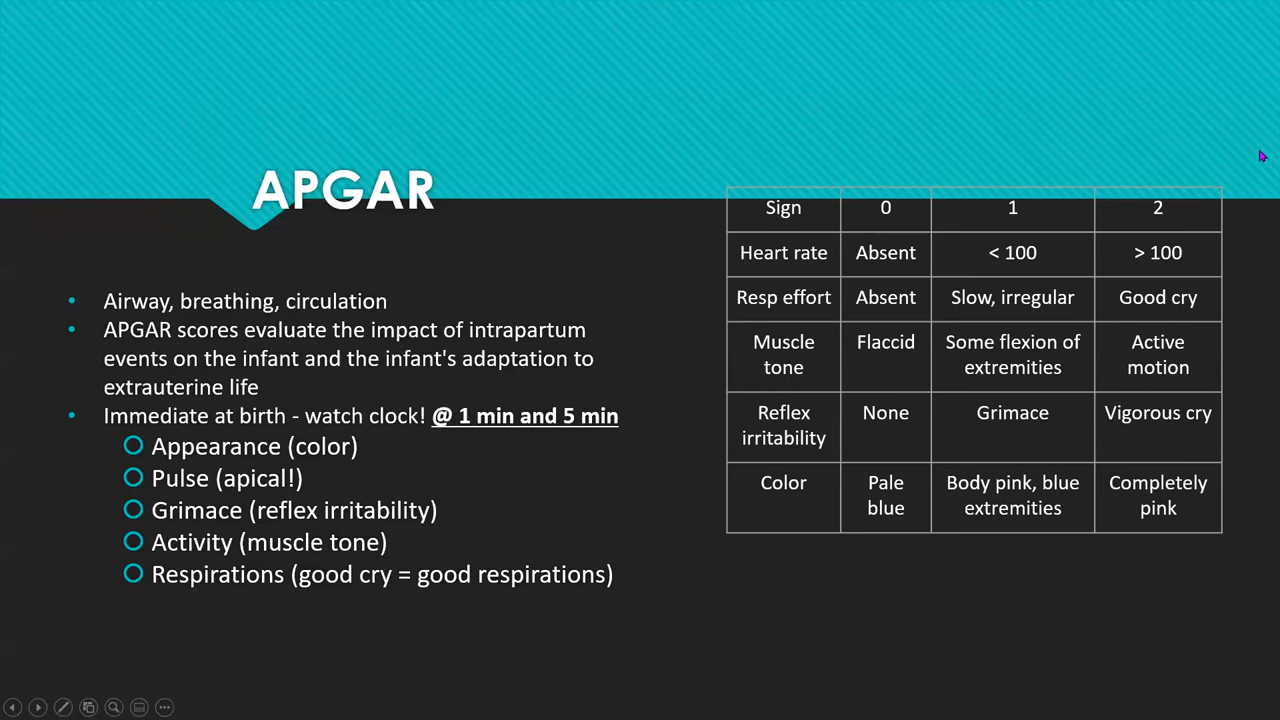 APGAR
Airway, breathing, circulation
APGAR scores evaluate the impact of intrapartum
events on the infant and the infant's adaptation to
extrauterine life
Immediate at birth - watch clock! @ 1 min and 5 min
Appearance (color)
Pulse (apical!)
Grimace (reflex irritability)
Activity (muscle tone)
Respirations (good cry = good respirations)
Sign 0 1 2
Heart rate Absent < 100 > 100
Resp effort Absent Slow, irregular Good cry
Muscle Flaccid Some flexion of Active
tone extremities motion
Reflex None Grimace Vigorous cry
irritability
Color Pale Body pink, blue Completely
blue extremities pink